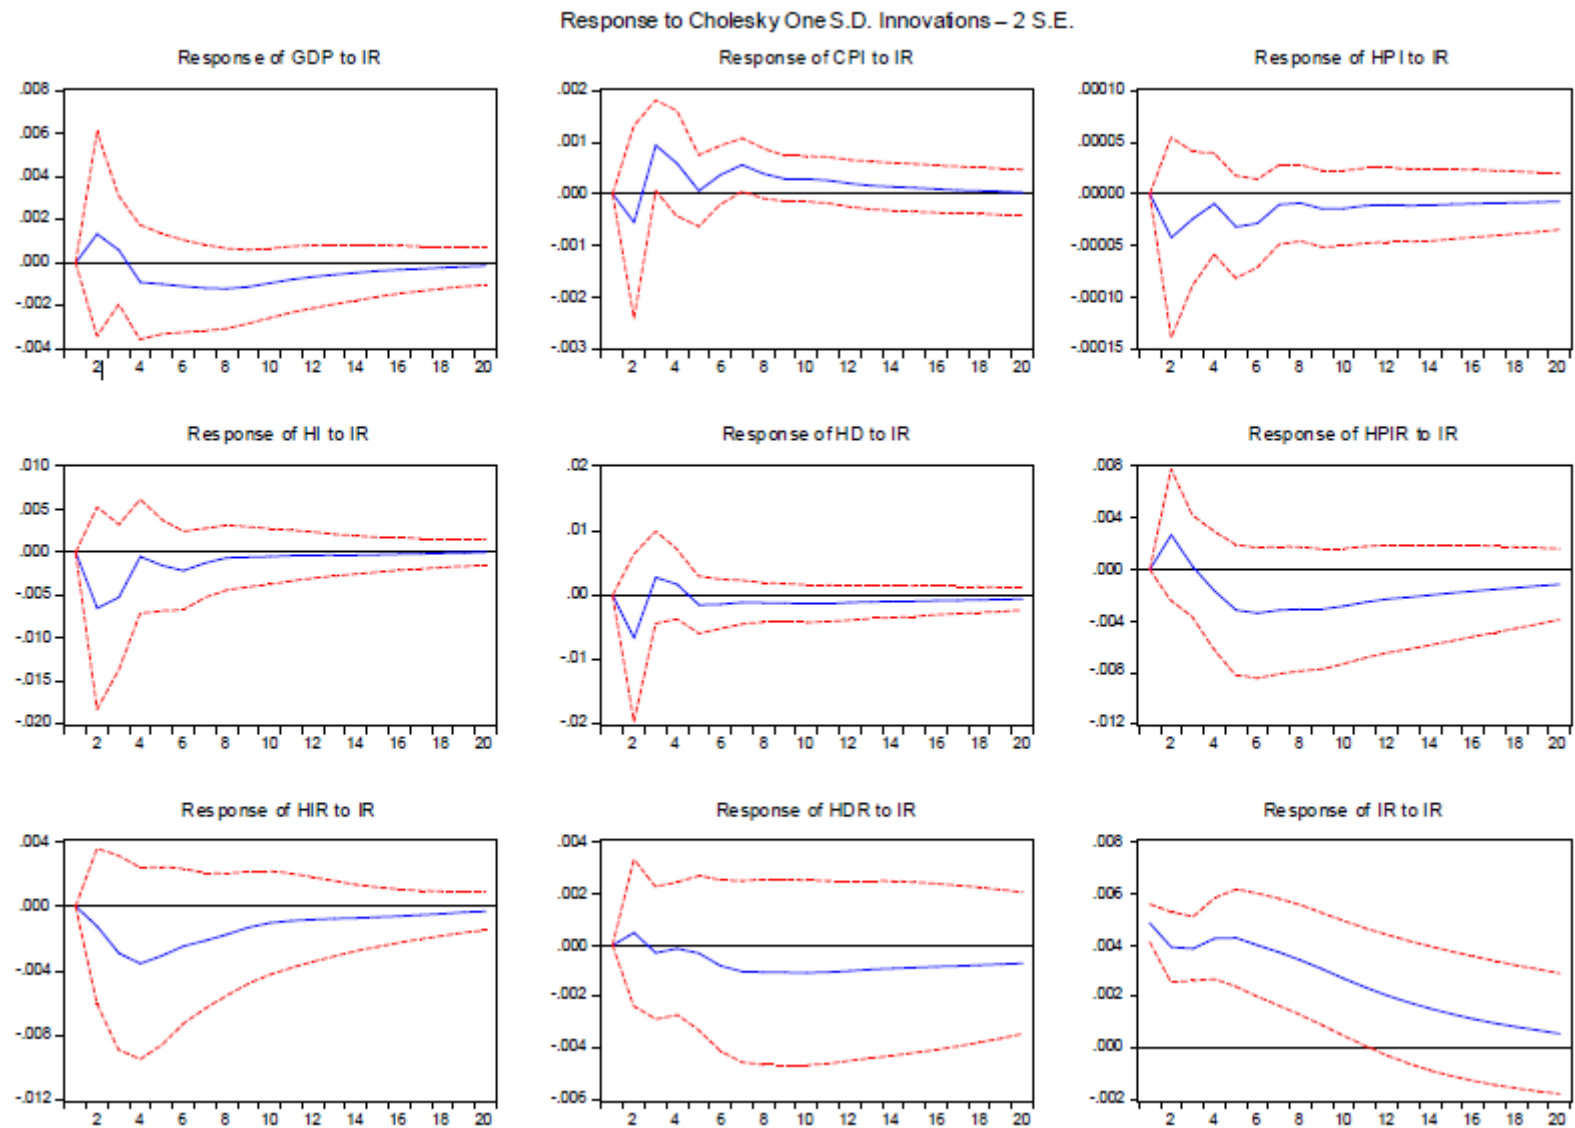 Response to Cholesky One S.D. Innovations – 2 S.E.
Response of GDP to IR
.008
.006
.004
.002
.000
-.002
-.004
2 4 6 8 10 12 14 16 18 20
Response of CPI to IR
.002
.001
.000
-.001
-.002
-.003
2 4 6 8 10 12 14 16 18 20
Response of HPI to IR
.00010
.00005
.00000
-.00005
-.00010
-.00015
2 4 6 8 10 12 14 16 18 20
Response of HI to IR
.010
.005
.000
-.005
-.010
-.015
-.020
2 4 6 8 10 12 14 16 18 20
Response of HD to IR
.02
.01
.00
-.01
-.02
2 4 6 8 10 12 14 16 18 20
Response of HPIR to IR
.008
.004
.000
-.004
-.008
-.012
2 4 6 8 10 12 14 16 18 20
Response of HIR to IR
.004
.000
-.004
-.008
-.012
2 4 6 8 10 12 14 16 18 20
Response of HDR to IR
.004
.002
.000
-.002
-.004
-.006
2 4 6 8 10 12 14 16 18 20
Response of IR to IR
.008
.006
.004
.002
.000
-.002
2 4 6 8 10 12 14 16 18 20